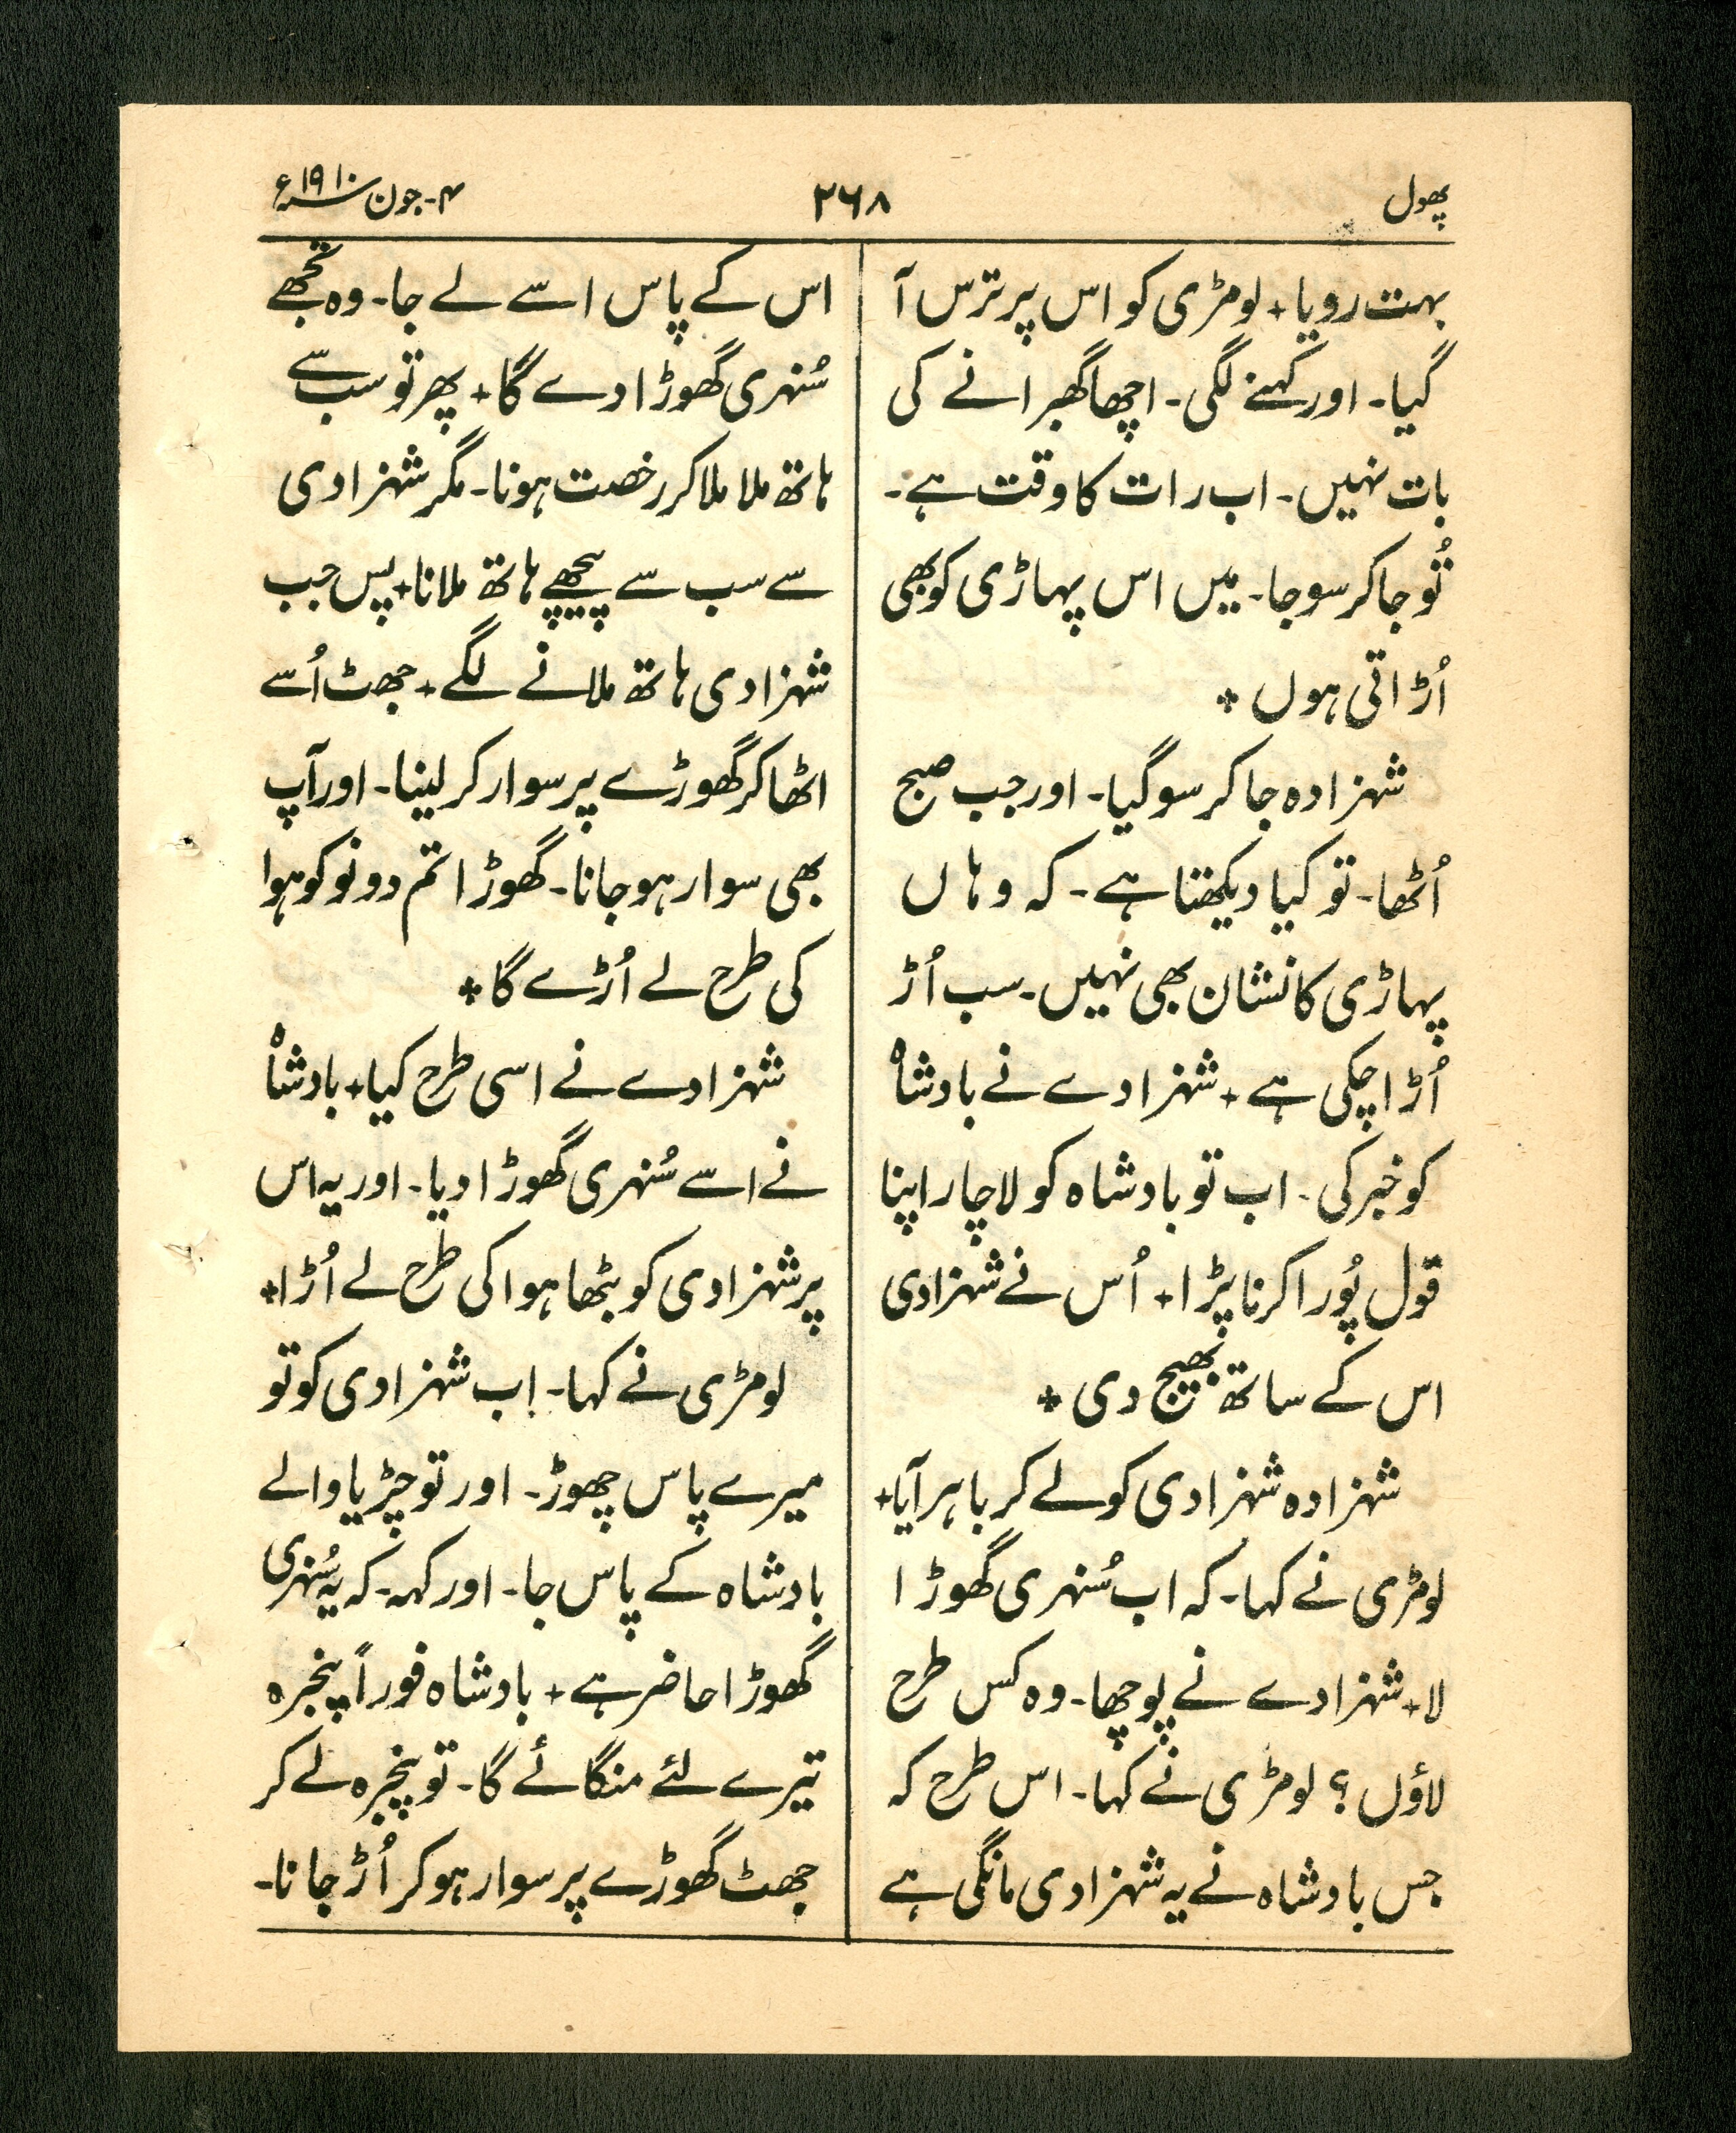 پھول
۲۶۸
۴-جون سنہ ۱۹۱۰ء
بہت رویا+ لومڑی کو اس پر ترس آ
گیا- اور کہنے لگی- اچھا گھبرانے کی
بات نہیں- اب رات کا وقت ہے-
تُو جا کر سو جا- میں اس پہاڑی کو بھی
اُڑاتی ہوں +
شہزادہ جا کر سو گیا- اور جب صبح
اُٹھا- تو کیا دیکھتا ہے- کہ وہاں
پہاڑی کا نشان بھی نہیں- سب اُڑ
اُڑا چکی ہے+ شہزادے نے بادشاہ
کو خبر کی- اب تو بادشاہ کو لاچار اپنا
قول پُورا کرنا پڑا+ اُس نے شہزادی
اس کے ساتھ بھیج دی +
شہزادہ شہزادی کو لے کر باہر آیا+
لومڑی نے کہا- کہ اب سُنہری گھوڑا
لا+ شہزادے نے پوچھا- وہ کس طرح
لاؤں؟ لومڑی نے کہا- اس طرح کہ
جس بادشاہ نے یہ شہزادی مانگی ہے
اس کے پاس اسے لے جا- وہ تجھے
سُنہری گھوڑا دے گا+ پھر تو سب سے
ہاتھ ملا ملا کر رخصت ہونا- مگر شہزادی
سے سب سے پیچھے ہاتھ ملانا+ پس جب
شہزادی ہاتھ ملانے لگے+ جھٹ اُسے
اٹھا کر گھوڑے پر سوار کر لینا- اور آپ
بھی سوار ہو جانا- گھوڑا تم دونو کو ہوا
کی طرح لے اُڑے گا+
شہزادے نے اسی طرح کیا+ بادشاہ
نے اسے سُنہری گھوڑا دیا- اور یہ اس
پر شہزادی کو بٹھا ہوا کی طرح لے اُڑا+
لومڑی نے کہا- اب شہزادی کو تو
میرے پاس چھوڑ- اور تو چڑیا والے
بادشاہ کے پاس جا- اور کہہ- کہ یہ سُنہری
گھوڑا حاضر ہے+ بادشاہ فوراً پنجرہ
تیرے لئے منگائے گا- تو پنجرہ لے کر
جھٹ گھوڑے پر سوار ہو کر اُڑ جانا-